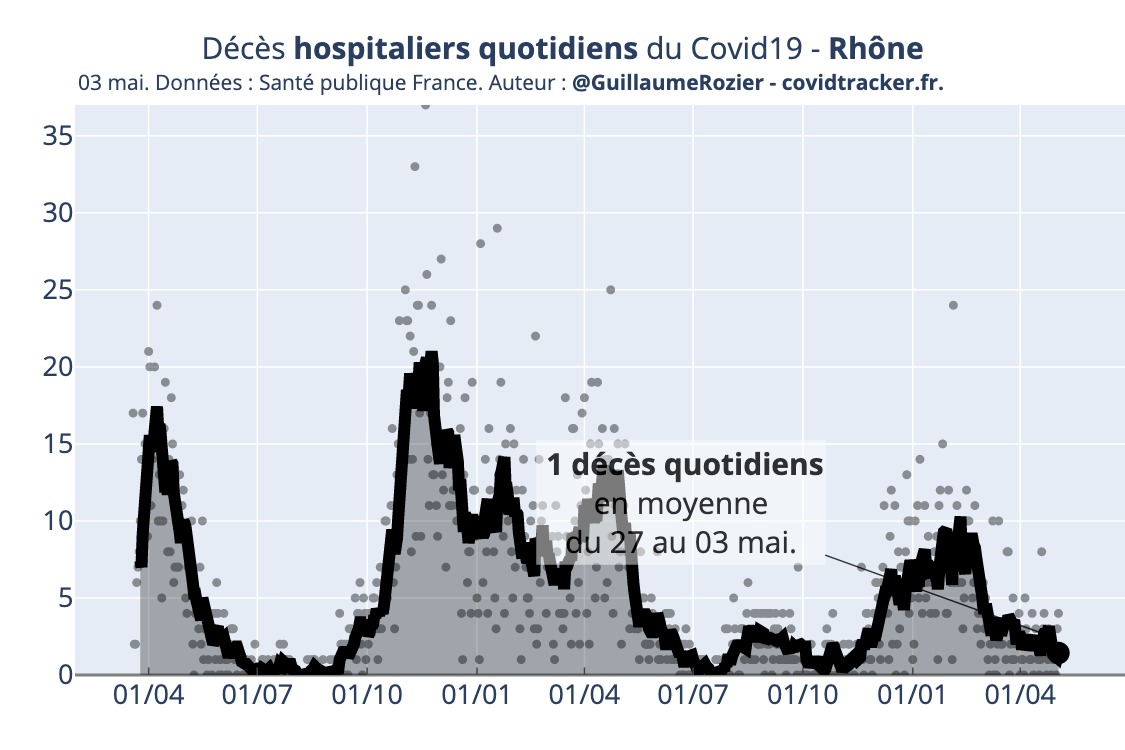 Décès hospitaliers quotidiens du Covid19 - Rhône
03 mai. Données : Santé publique France. Auteur : @GuillaumeRozier - covidtracker.fr.
35
30
25
20
15
10
5
0
1 décès quotidiens
en moyenne
du 27 au 03 mai.
01/04 01/07 01/10 01/01 01/04 01/07 01/10 01/01 01/04